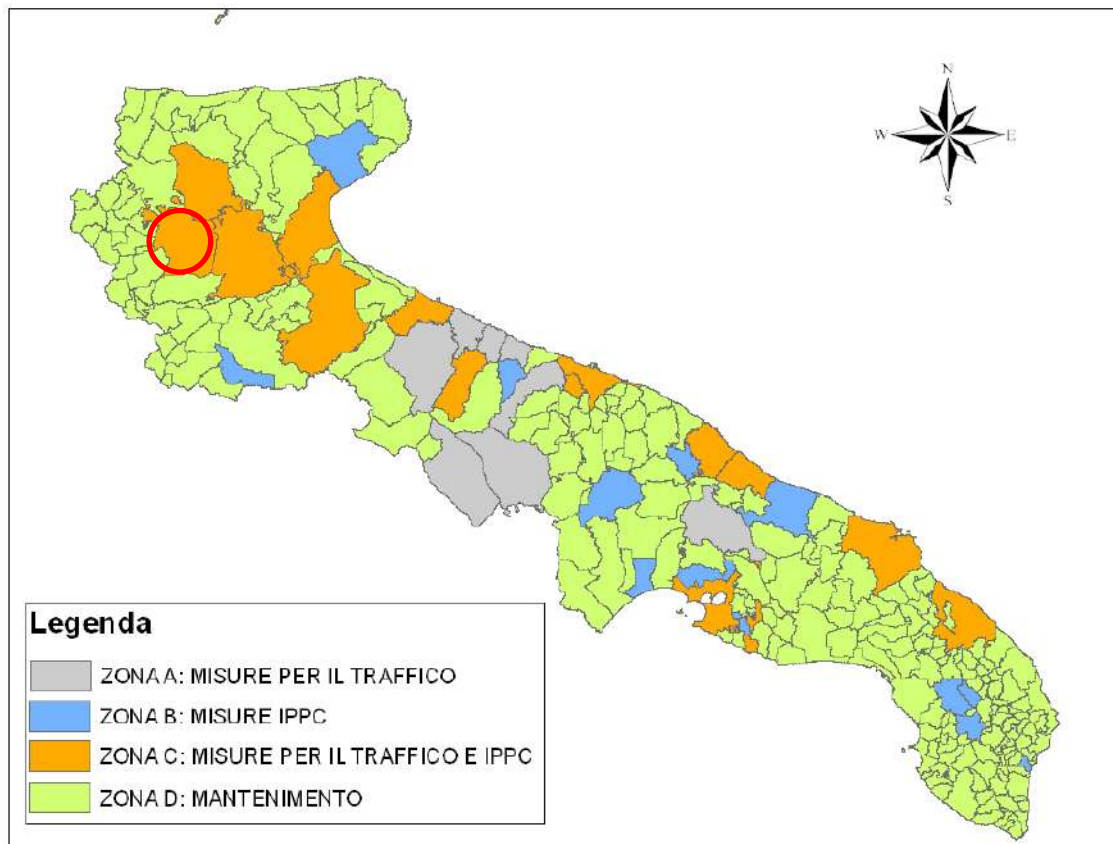 N
W
E
S
Legenda
ZONA A: MISURE PER IL TRAFFICO
ZONA B: MISURE IPPC
ZONA C: MISURE PER IL TRAFFICO E IPPC
ZONA D: MANTENIMENTO